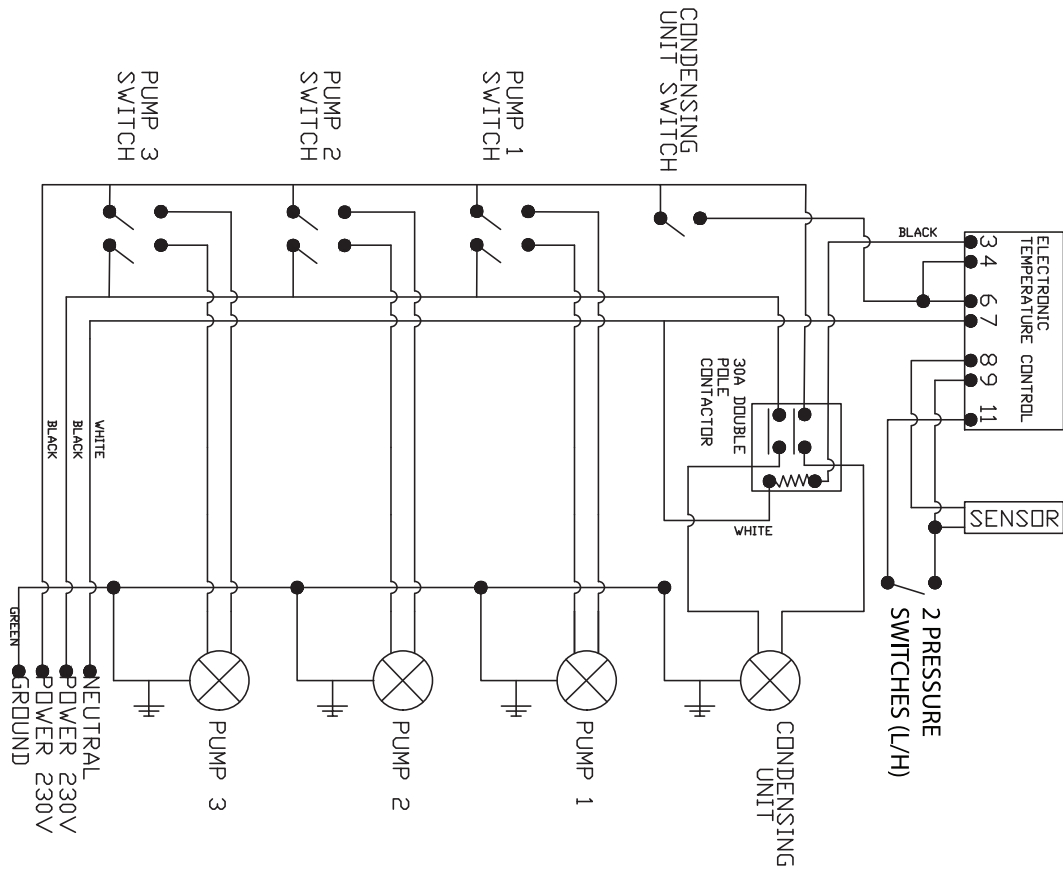 CONDENSING
UNIT SWITCH
PUMP 1
SWITCH
PUMP 2
SWITCH
PUMP 3
SWITCH
ELECTRONIC
TEMPERATURE CONTROL
3
4
6
7
8
9
11
BLACK
30A DOUBLE
POLE
CONTACTOR
WHITE
SENSOR
2 PRESSURE
SWITCHES (L/H)
WHITE
BLACK
BLACK
GREEN
NEUTRAL
POWER 230V
POWER 230V
GROUND
PUMP 3
PUMP 2
PUMP 1
CONDENSING
UNIT